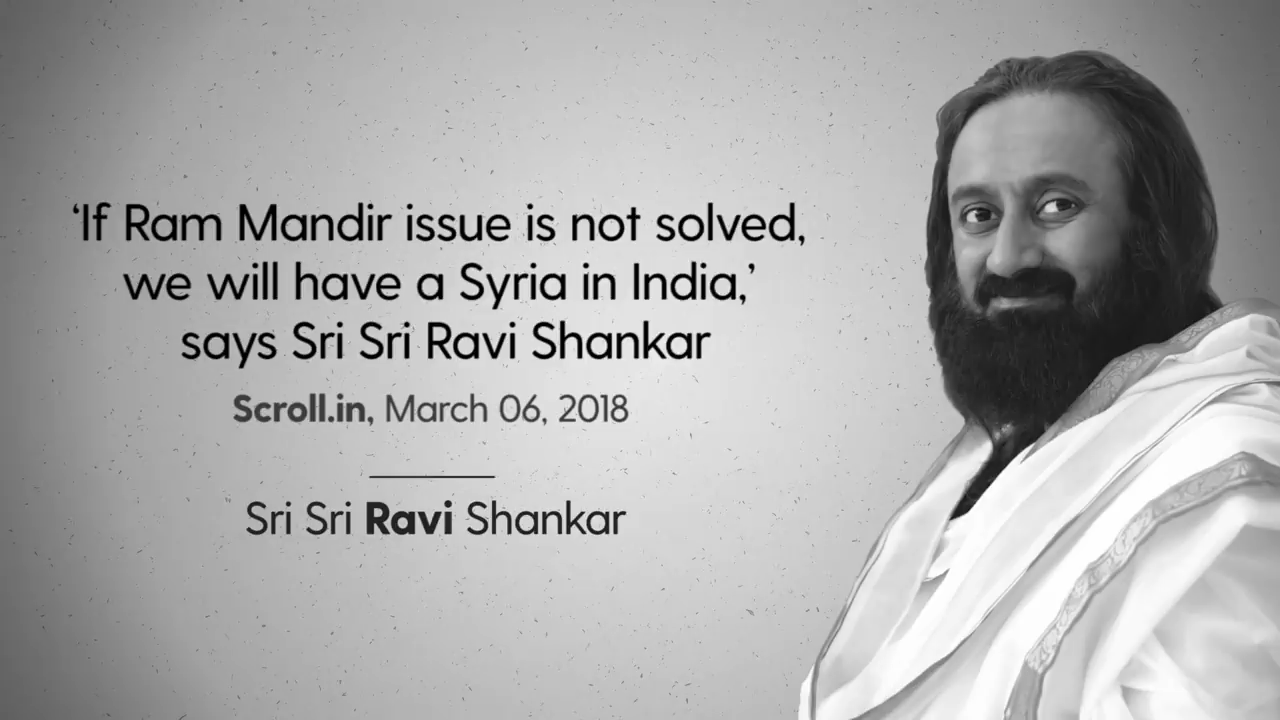 ‘If Ram Mandir issue is not solved,
we will have a Syria in India,’
says Sri Sri Ravi Shankar
Scroll.in, March 06, 2018
Sri Sri Ravi Shankar